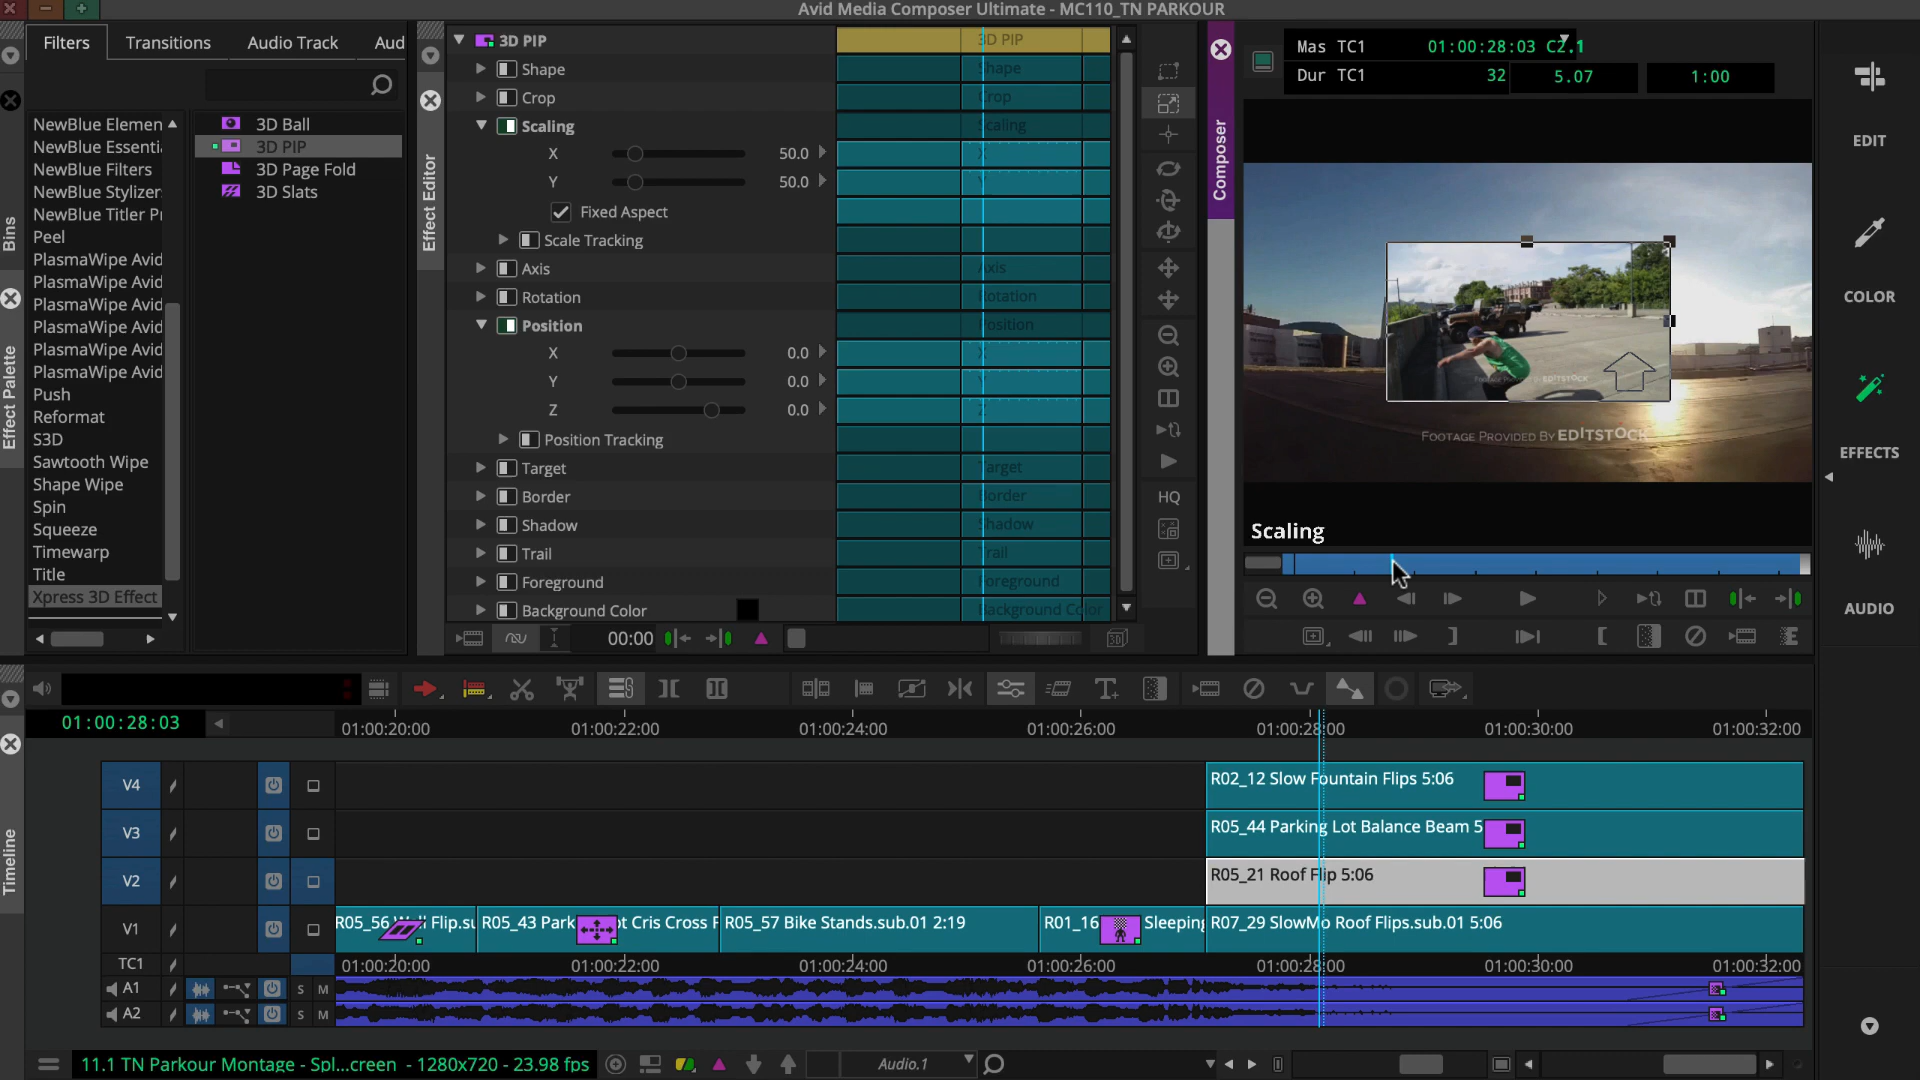 Avid Media Composer Ultimate - MC110_TN PARKOUR
Filters
Transitions
Audio Track
Aud
NewBlue Elemen
NewBlue Essentia
NewBlue Filters
NewBlue Stylizer
NewBlue Titler Pr
Peel
PlasmaWipe Avid
PlasmaWipe Avid
PlasmaWipe Avid
PlasmaWipe Avid
PlasmaWipe Avid
PlasmaWipe Avid
Push
Reformat
S3D
Sawtooth Wipe
Shape Wipe
Spin
Squeeze
Timewarp
Title
Xpress 3D Effect
3D Ball
3D PIP
3D Page Fold
3D Slats
Bins
Effect Palette
Effect Editor
3D PIP
Shape
Crop
Scaling
X 50.0
Y 50.0
Fixed Aspect
Scale Tracking
Axis
Rotation
Position
X 0.0
Y 0.0
Z 0.0
Position Tracking
Target
Border
Shadow
Trail
Foreground
Background Color
3D PIP
Shape
Crop
Scaling
X
Y
Axis
Rotation
Position
X
Y
Z
Target
Border
Shadow
Trail
Foreground
Background Color
00:00
HQ
Composer
Mas TC1 01:00:28:03
Dur TC1 32 5.07 1:00
FOOTAGE PROVIDED BY EDITSTOCK
Scaling
EDIT
COLOR
EFFECTS
AUDIO
Timeline
01:00:28:03
01:00:20:00 01:00:22:00 01:00:24:00 01:00:26:00 01:00:28:00 01:00:30:00 01:00:32:00
V4 R02_12 Slow Fountain Flips 5:06
V3 R05_44 Parking Lot Balance Beam 5
V2 R05_21 Roof Flip 5:06
V1 R05_56 Wall Flip.su R05_43 Park ot Cris Cross F R05_57 Bike Stands.sub.01 2:19 R01_16 Sleeping R07_29 SlowMo Roof Flips.sub.01 5:06
TC1 01:00:20:00 01:00:22:00 01:00:24:00 01:00:26:00 01:00:28:00 01:00:30:00 01:00:32:00
A1 S M
A2 S M
11.1 TN Parkour Montage - Spl...creen - 1280x720 - 23.98 fps
Audio.1